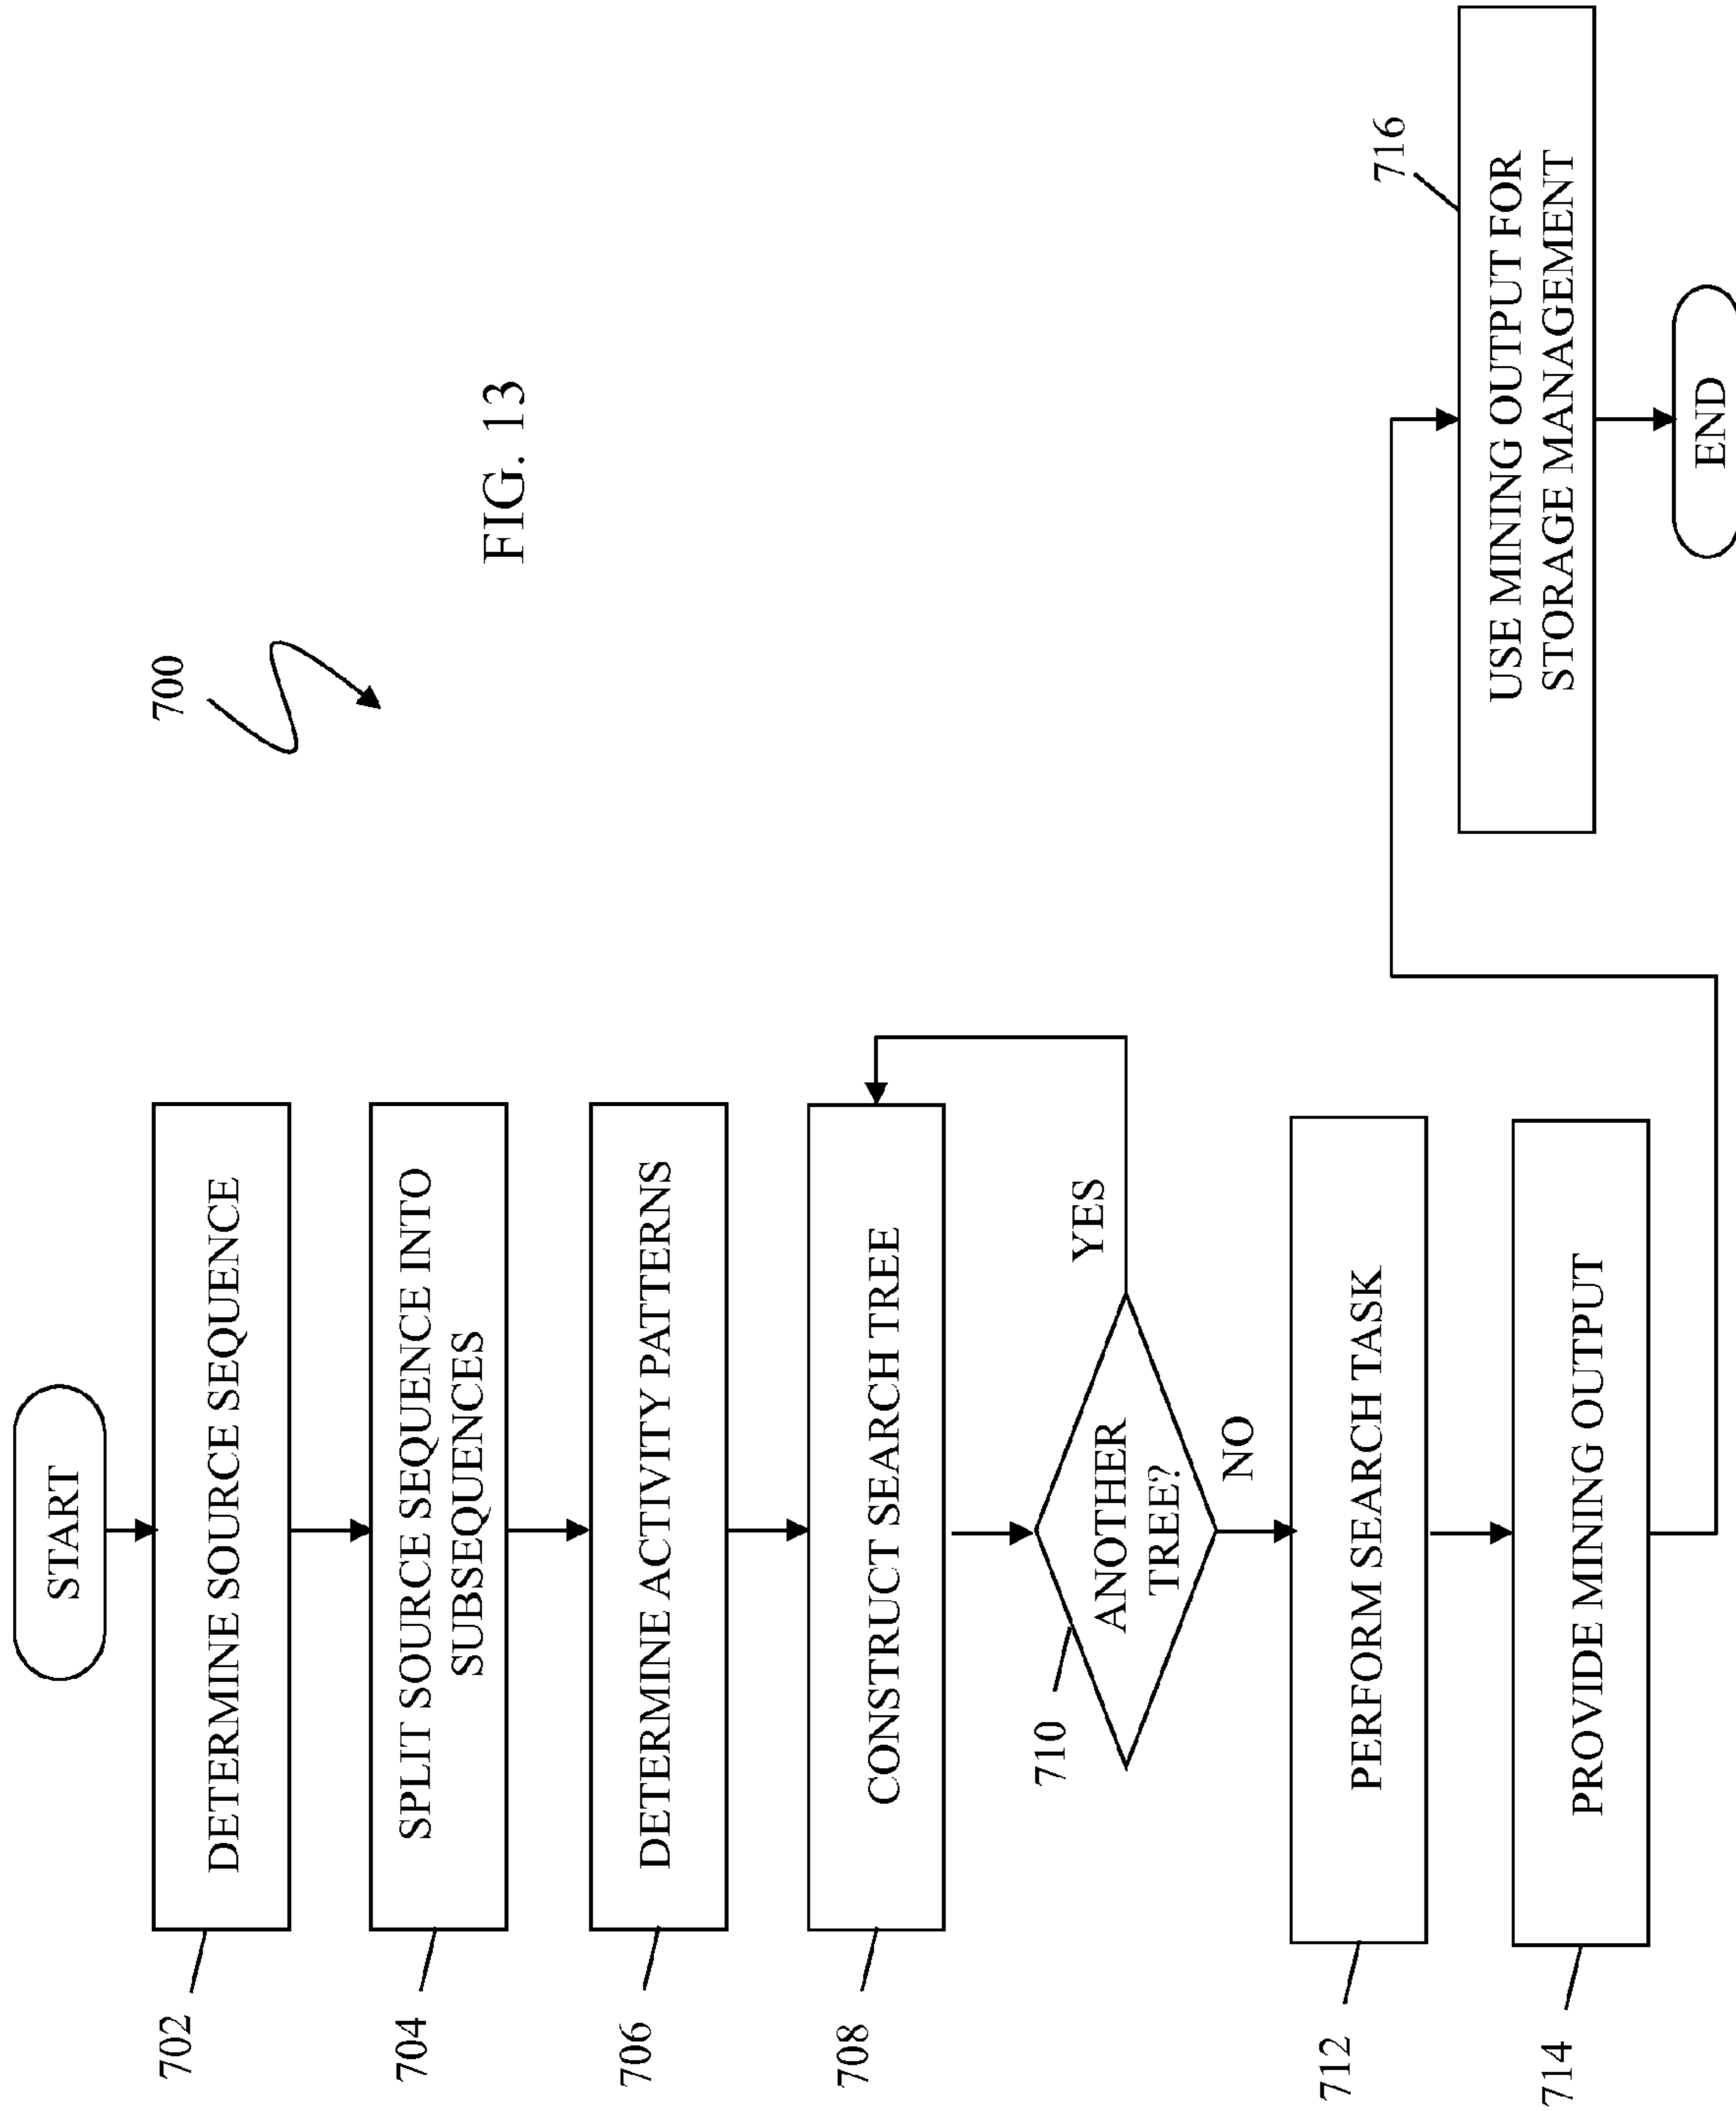 700
FIG. 13
START
702
DETERMINE SOURCE SEQUENCE
704
SPLIT SOURCE SEQUENCE INTO
SUBSEQUENCES
706
DETERMINE ACTIVITY PATTERNS
708
CONSTRUCT SEARCH TREE
710
ANOTHER
TREE?
YES
NO
712
PERFORM SEARCH TASK
714
PROVIDE MINING OUTPUT
716
USE MINING OUTPUT FOR
STORAGE MANAGEMENT
END